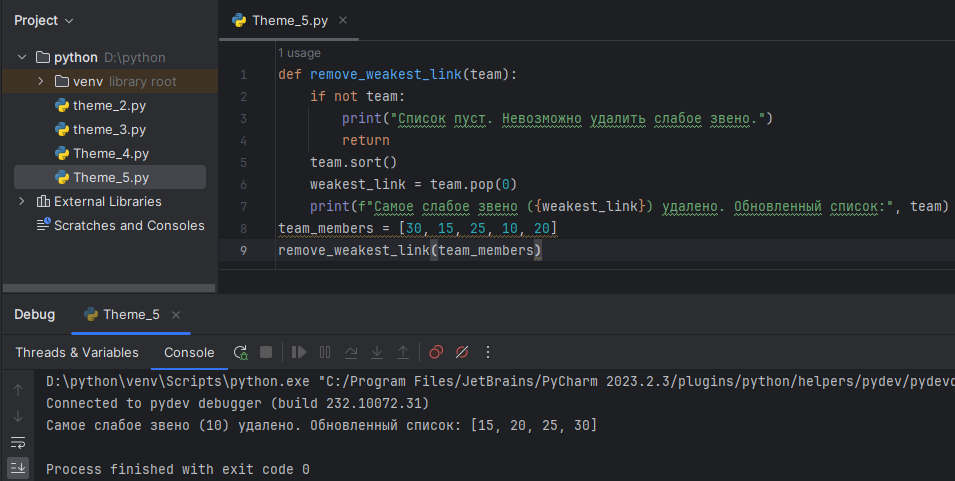 Project
python D:\python
venv library root
theme_2.py
theme_3.py
Theme_4.py
Theme_5.py
External Libraries
Scratches and Consoles
Theme_5.py
1 usage
1 def remove_weakest_link(team):
2 if not team:
3 print("Список пуст. Невозможно удалить слабое звено.")
4 return
5 team.sort()
6 weakest_link = team.pop(0)
7 print(f"Самое слабое звено ({weakest_link}) удалено. Обновленный список:", team)
8 team_members = [30, 15, 25, 10, 20]
9 remove_weakest_link(team_members)
Debug Theme_5
Threads & Variables Console
D:\python\venv\Scripts\python.exe "C:/Program Files/JetBrains/PyCharm 2023.2.3/plugins/python/helpers/pydev/pydevd
Connected to pydev debugger (build 232.10072.31)
Самое слабое звено (10) удалено. Обновленный список: [15, 20, 25, 30]
Process finished with exit code 0